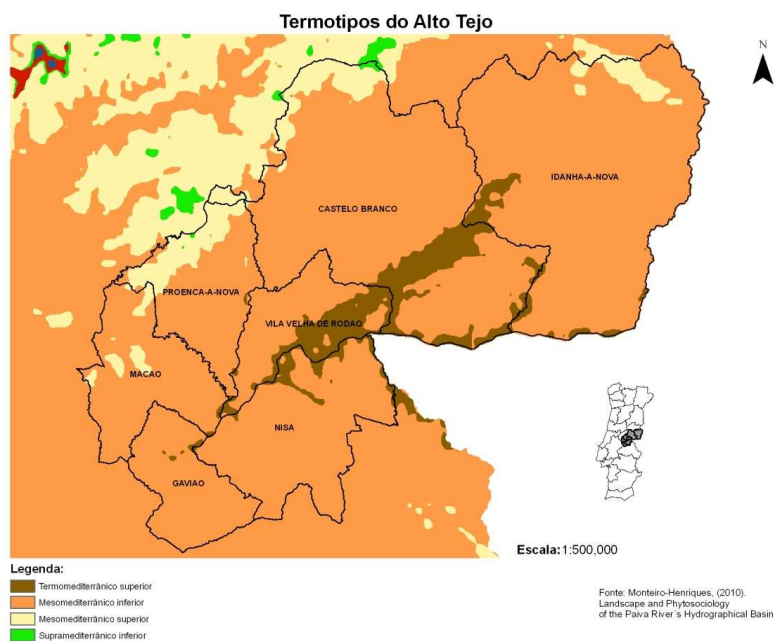 Termotipos do Alto Tejo
N
IDANHA-A-NOVA
CASTELO BRANCO
PROENCA-A-NOVA
VILA VELHA DE RODAO
MACAO
NISA
GAVIAO
Escala:1:500,000
Legenda:
Termomediterrânico superior
Mesomediterrânico inferior
Mesomediterrânico superior
Supramediterrânico inferior
Fonte: Monteiro-Henriques, (2010).
Landscape and Phytosociology
of the Paiva River´s Hydrographical Basin